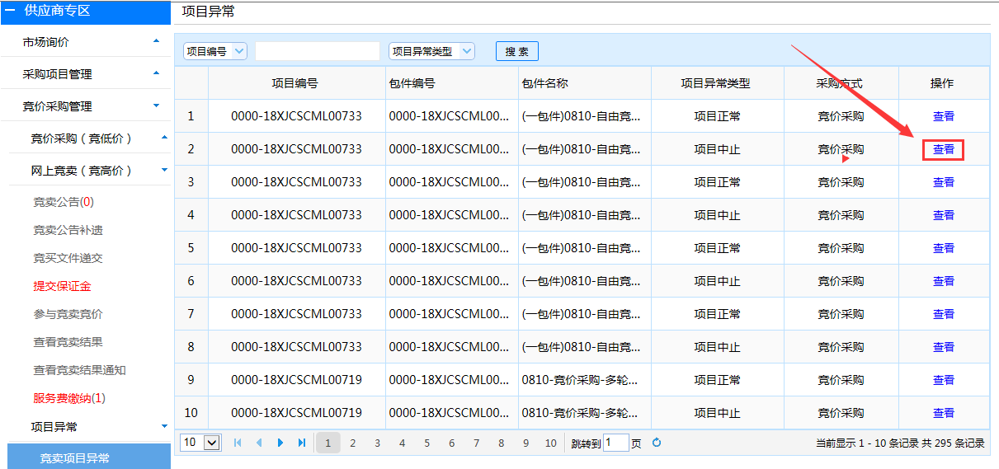 供应商专区
市场询价
采购项目管理
竞价采购管理
竞价采购（竞低价）
网上竞卖（竞高价）
竞卖公告(0)
竞卖公告补遗
竞买文件递交
提交保证金
参与竞卖竞价
查看竞卖结果
查看竞卖结果通知
服务费缴纳(1)
项目异常
竞卖项目异常
项目异常
项目编号 项目异常类型 搜 索
项目编号 包件编号 包件名称 项目异常类型 采购方式 操作
1 0000-18XJCSCML00733 0000-18XJCSCML00... (一包件)0810-自由竞... 项目正常 竞价采购 查看
2 0000-18XJCSCML00733 0000-18XJCSCML00... (一包件)0810-自由竞... 项目中止 竞价采购 查看
3 0000-18XJCSCML00733 0000-18XJCSCML00... (一包件)0810-自由竞... 项目正常 竞价采购 查看
4 0000-18XJCSCML00733 0000-18XJCSCML00... (一包件)0810-自由竞... 项目中止 竞价采购 查看
5 0000-18XJCSCML00733 0000-18XJCSCML00... (一包件)0810-自由竞... 项目正常 竞价采购 查看
6 0000-18XJCSCML00733 0000-18XJCSCML00... (一包件)0810-自由竞... 项目中止 竞价采购 查看
7 0000-18XJCSCML00733 0000-18XJCSCML00... (一包件)0810-自由竞... 项目正常 竞价采购 查看
8 0000-18XJCSCML00733 0000-18XJCSCML00... (一包件)0810-自由竞... 项目中止 竞价采购 查看
9 0000-18XJCSCML00719 0000-18XJCSCML00... 0810-竞价采购-多轮... 项目正常 竞价采购 查看
10 0000-18XJCSCML00719 0000-18XJCSCML00... 0810-竞价采购-多轮... 项目中止 竞价采购 查看
10 1 2 3 4 5 6 7 8 9 10 跳转到 1 页 当前显示 1 - 10 条记录 共 295 条记录